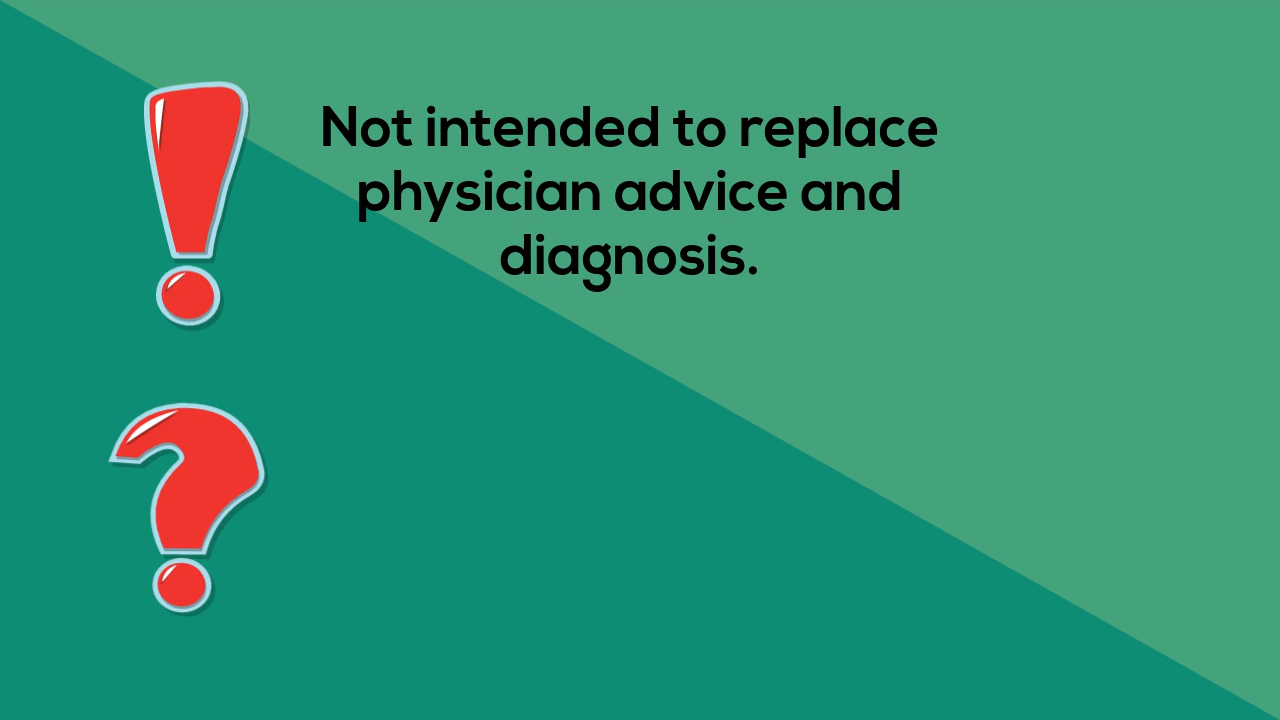 Not intended to replace
physician advice and
diagnosis.